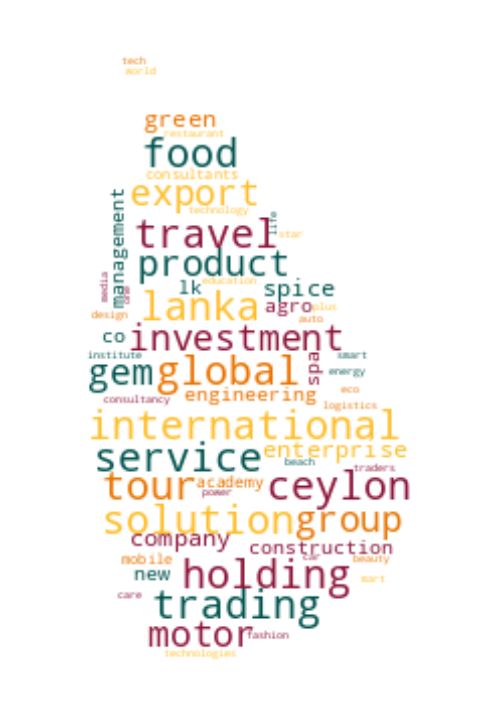 tech
world
green
restaurant
food
consultants
export
technology
management
life
travel
star
product
education
lk
spice
media
one
lanka
agro
plus
design
auto
co
investment
institute
smart
gem
global
spa
energy
engineering
eco
consultancy
logistics
international
service
enterprise
beach
traders
tour
academy
power
ceylon
solution
group
company
construction
car
mobile
beauty
new
holding
mart
care
trading
motor
fashion
technologies